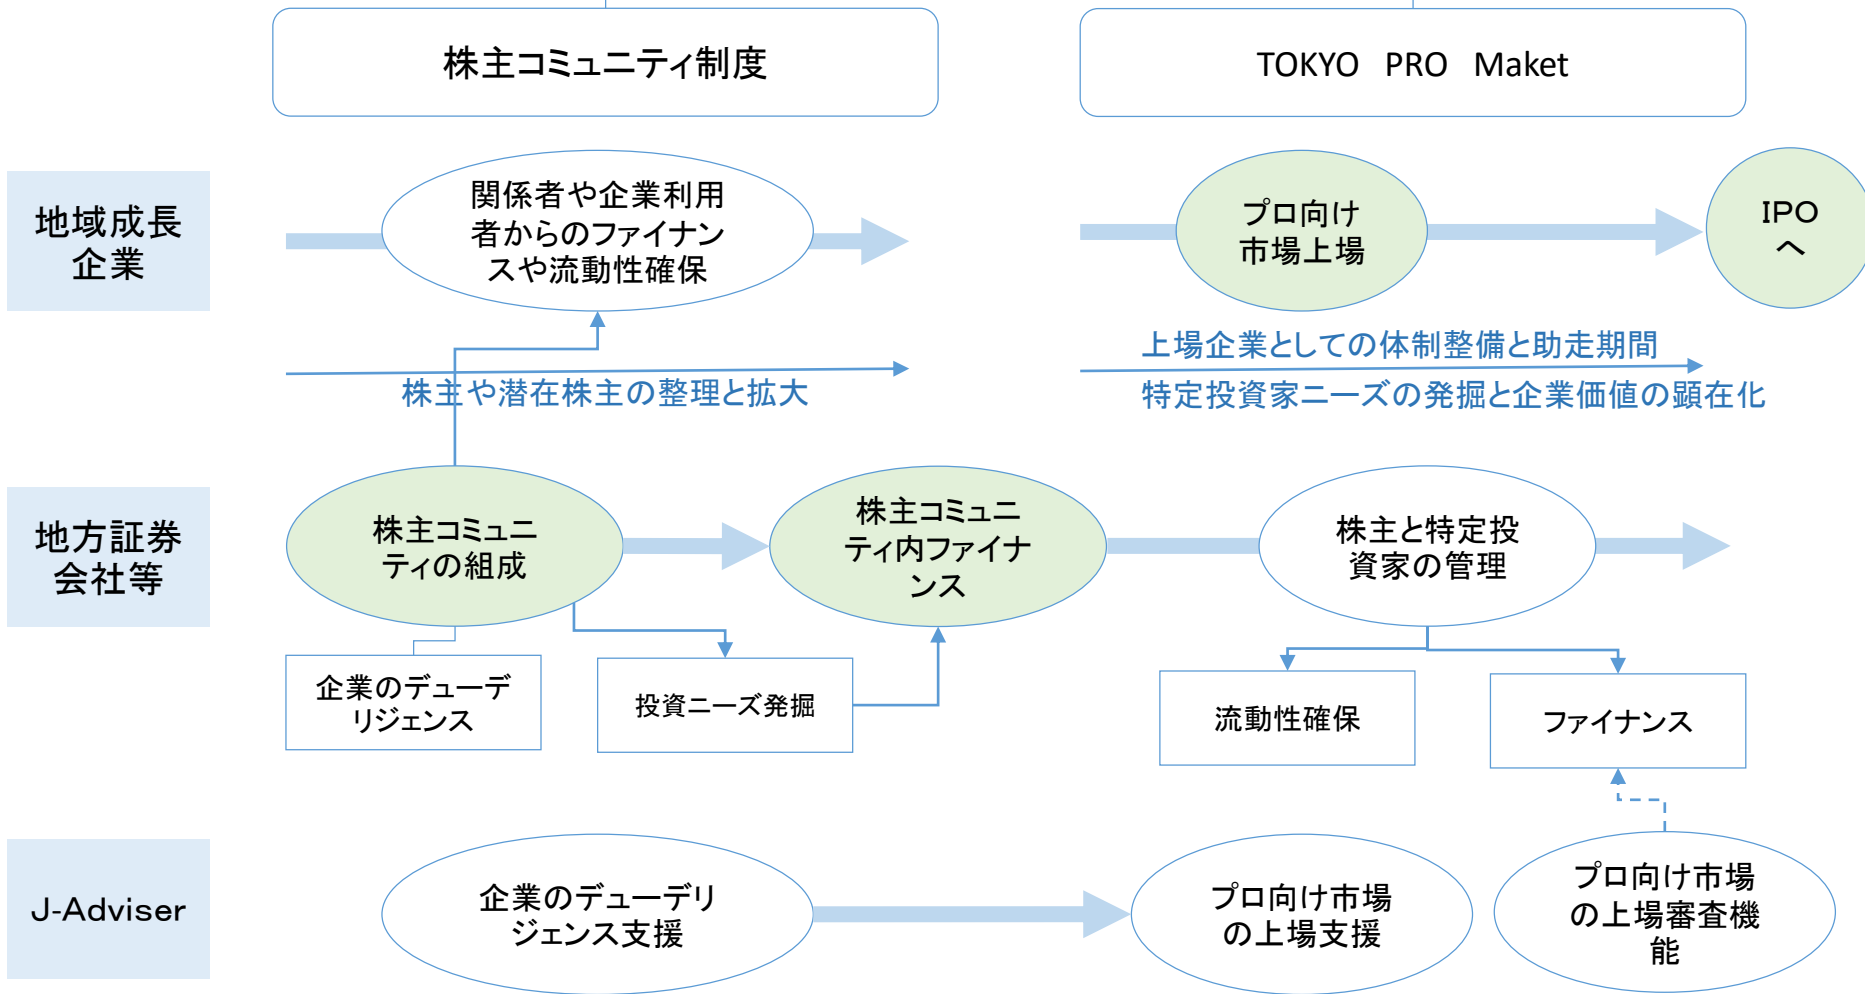 株主コミュニティ制度
TOKYO PRO Maket
地域成長
企業
関係者や企業利用
者からのファイナン
スや流動性確保
プロ向け
市場上場
IPO
へ
株主や潜在株主の整理と拡大
上場企業としての体制整備と助走期間
特定投資家ニーズの発掘と企業価値の顕在化
地方証券
会社等
株主コミュニ
ティの組成
株主コミュニ
ティ内ファイナ
ンス
株主と特定投
資家の管理
企業のデューデ
リジェンス
投資ニーズ発掘
流動性確保
ファイナンス
J-Adviser
企業のデューデリ
ジェンス支援
プロ向け市場
の上場支援
プロ向け市場
の上場審査機
能